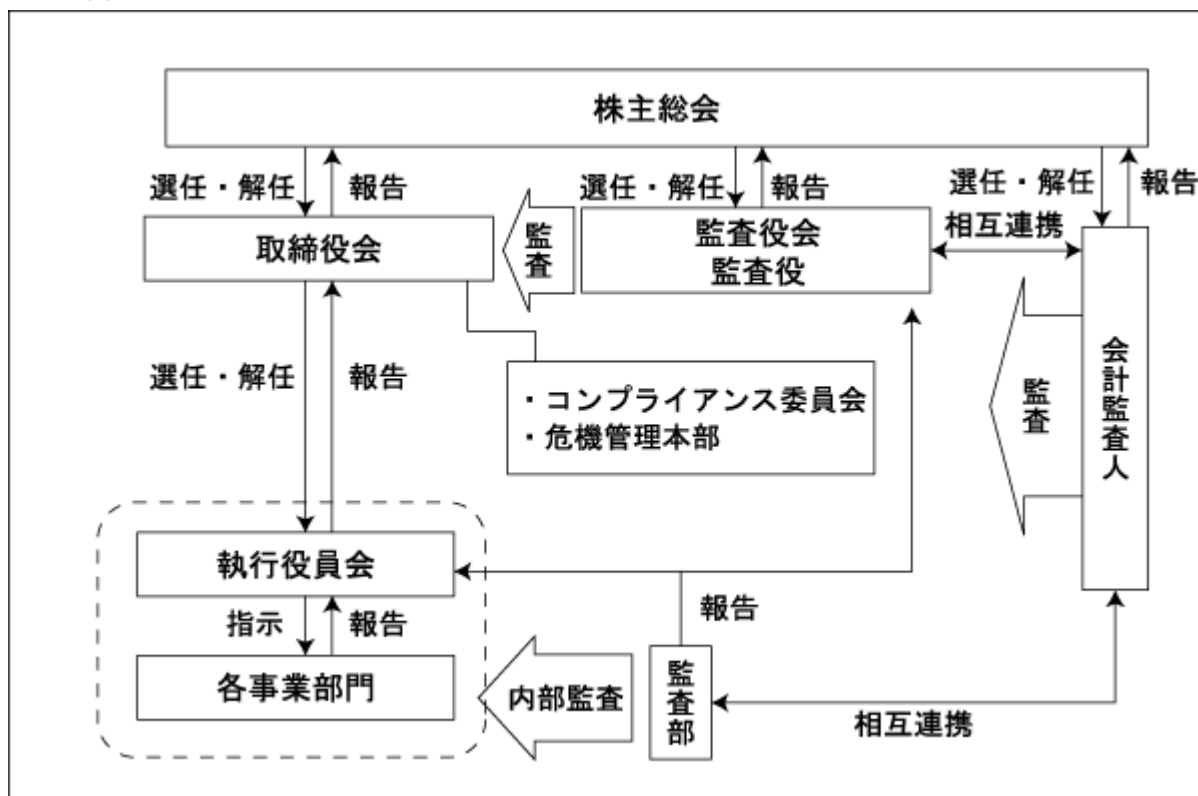 株主総会
選任・解任
報告
選任・解任
報告
選任・解任
報告
取締役会
監査
監査役会
監査役
相互連携
選任・解任
報告
・コンプライアンス委員会
・危機管理本部
監査
会計監査人
執行役員会
指示
報告
報告
各事業部門
内部監査
監査部
相互連携